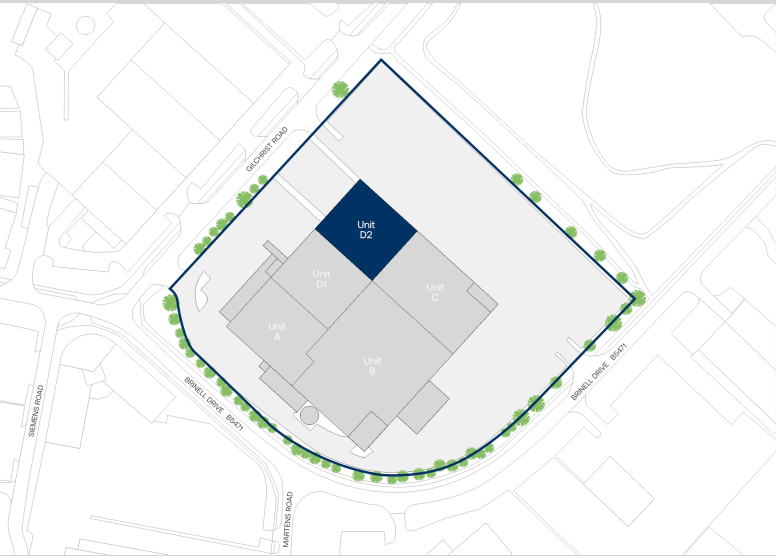 GILCHRIST ROAD
Unit
D2
Unit
D1
Unit
C
Unit
A
Unit
B
BRINELL DRIVE B5471
BRINELL DRIVE B5471
SIEMENS ROAD
MARTENS ROAD